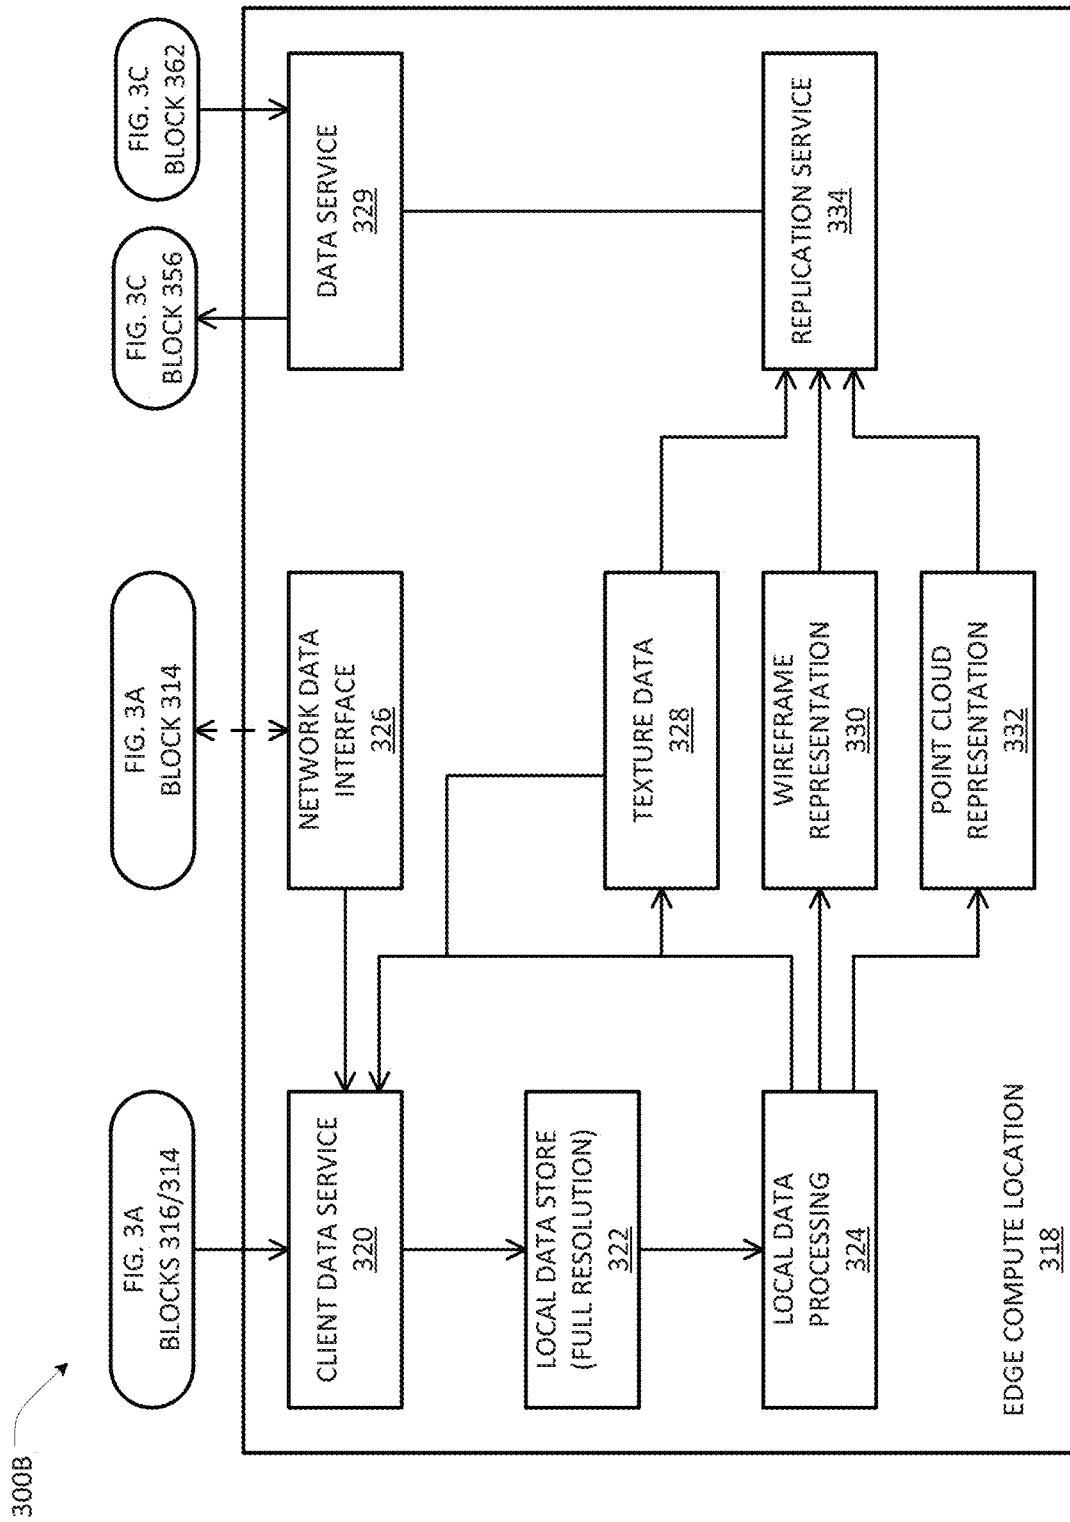 300B
FIG. 3A
BLOCKS 316/314
FIG. 3A
BLOCK 314
FIG. 3C
BLOCK 356
FIG. 3C
BLOCK 362
CLIENT DATA SERVICE
320
NETWORK DATA
INTERFACE
326
DATA SERVICE
329
LOCAL DATA STORE
(FULL RESOLUTION)
322
TEXTURE DATA
328
LOCAL DATA
PROCESSING
324
WIREFRAME
REPRESENTATION
330
REPLICATION SERVICE
334
POINT CLOUD
REPRESENTATION
332
EDGE COMPUTE LOCATION
318